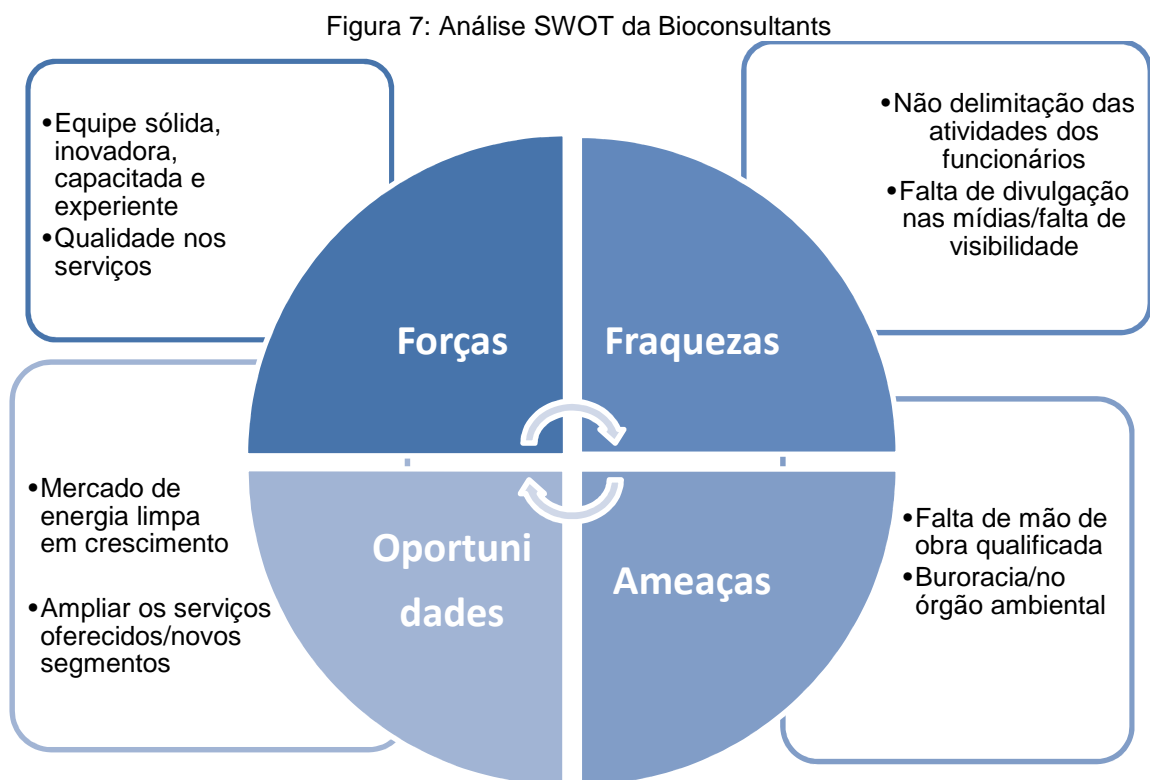 Figura 7: Análise SWOT da Bioconsultants
•Equipe sólida,
inovadora,
capacitada e
experiente
•Qualidade nos
serviços
•Não delimitação das
atividades dos
funcionários
•Falta de divulgação
nas mídias/falta de
visibilidade
Forças
Fraquezas
•Mercado de
energia limpa
em crescimento
•Ampliar os serviços
oferecidos/novos
segmentos
Oportuni
dades
Ameaças
•Falta de mão de
obra qualificada
•Buroracia/no
órgão ambiental